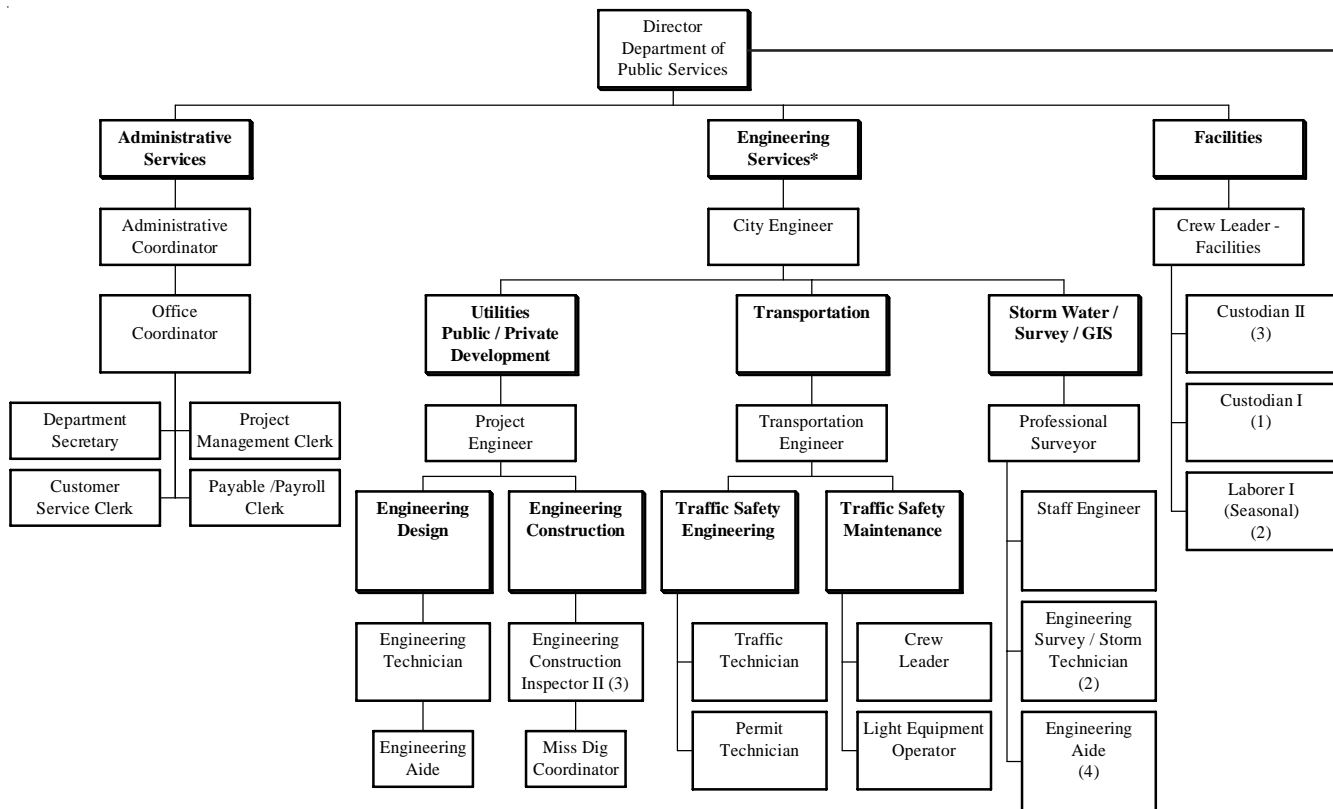 Director
Department of
Public Services
Administrative
Services
Engineering
Services*
Facilities
Administrative
Coordinator
City Engineer
Crew Leader -
Facilities
Office
Coordinator
Utilities
Public / Private
Development
Transportation
Storm Water /
Survey / GIS
Custodian II
(3)
Department
Secretary
Project
Management Clerk
Project
Engineer
Transportation
Engineer
Professional
Surveyor
Custodian I
(1)
Customer
Service Clerk
Payable /Payroll
Clerk
Engineering
Design
Engineering
Construction
Traffic Safety
Engineering
Traffic Safety
Maintenance
Staff Engineer
Laborer I
(Seasonal)
(2)
Engineering
Technician
Engineering
Construction
Inspector II (3)
Traffic
Technician
Crew
Leader
Engineering
Survey / Storm
Technician
(2)
Engineering
Aide
Miss Dig
Coordinator
Permit
Technician
Light Equipment
Operator
Engineering
Aide
(4)